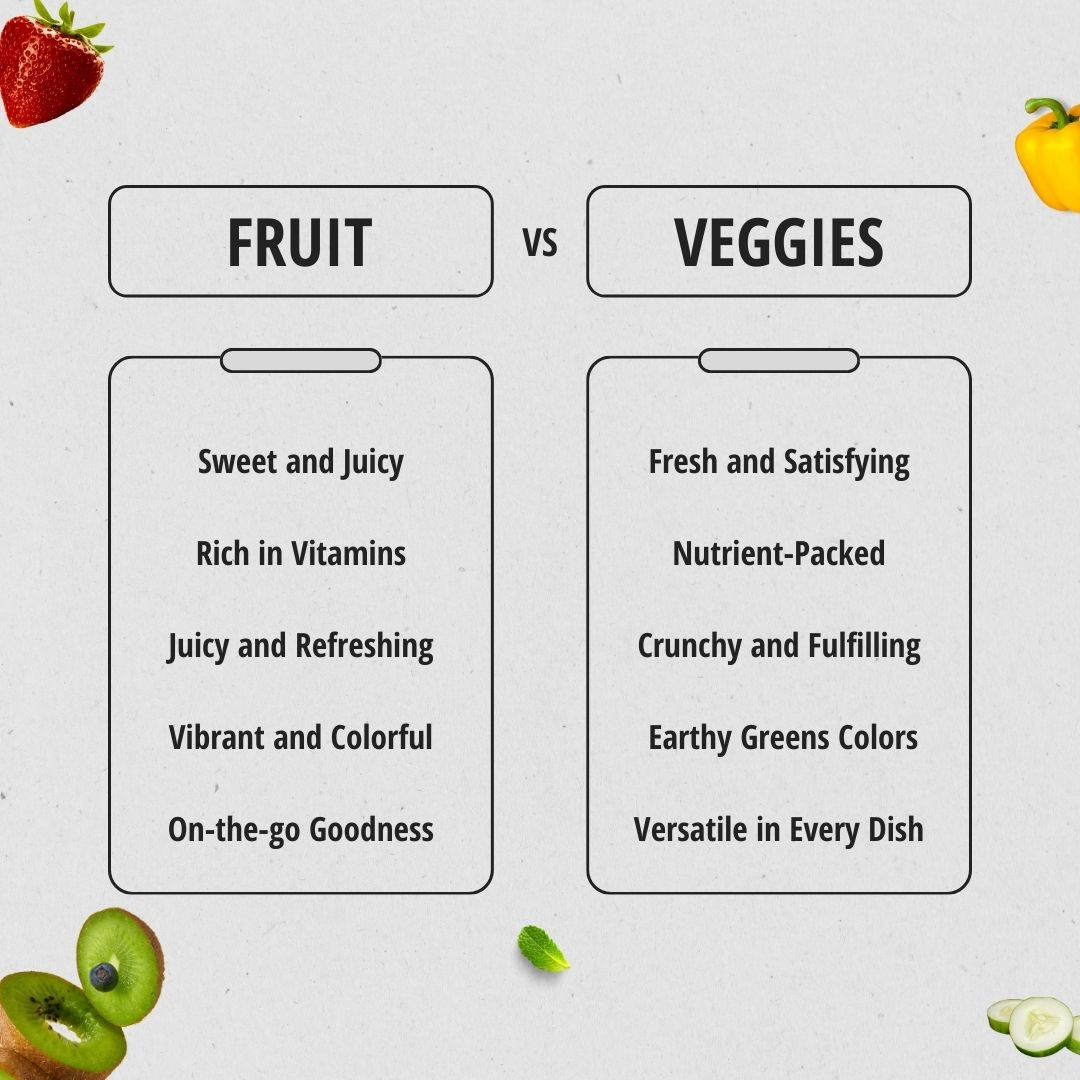 FRUIT
VS
VEGGIES
Sweet and Juicy
Rich in Vitamins
Juicy and Refreshing
Vibrant and Colorful
On-the-go Goodness
Fresh and Satisfying
Nutrient-Packed
Crunchy and Fulfilling
Earthy Greens Colors
Versatile in Every Dish